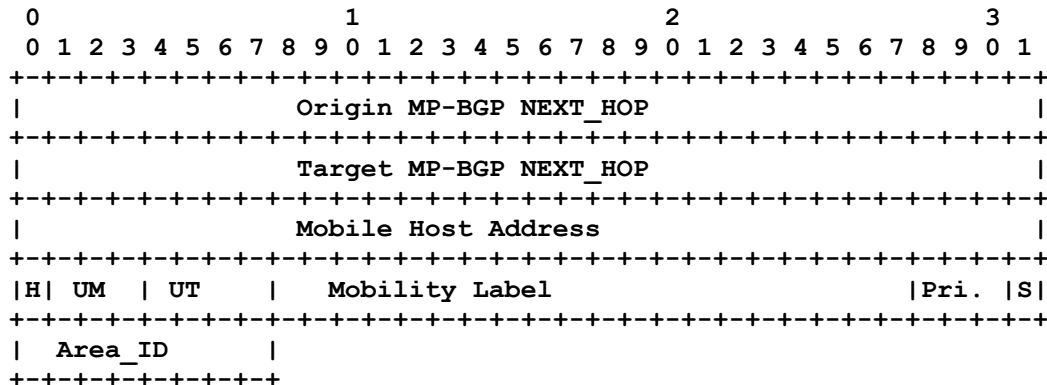 0                   1                   2                   3
 0 1 2 3 4 5 6 7 8 9 0 1 2 3 4 5 6 7 8 9 0 1 2 3 4 5 6 7 8 9 0 1
+-+-+-+-+-+-+-+-+-+-+-+-+-+-+-+-+-+-+-+-+-+-+-+-+-+-+-+-+-+-+-+-+
|                 Origin MP-BGP NEXT_HOP                        |
+-+-+-+-+-+-+-+-+-+-+-+-+-+-+-+-+-+-+-+-+-+-+-+-+-+-+-+-+-+-+-+-+
|                 Target MP-BGP NEXT_HOP                        |
+-+-+-+-+-+-+-+-+-+-+-+-+-+-+-+-+-+-+-+-+-+-+-+-+-+-+-+-+-+-+-+-+
|                 Mobile Host Address                           |
+-+-+-+-+-+-+-+-+-+-+-+-+-+-+-+-+-+-+-+-+-+-+-+-+-+-+-+-+-+-+-+-+
|H| UM  | UT    |   Mobility Label                      |Pri. |S|
+-+-+-+-+-+-+-+-+-+-+-+-+-+-+-+-+-+-+-+-+-+-+-+-+-+-+-+-+-+-+-+-+
|  Area_ID      |
+-+-+-+-+-+-+-+-+